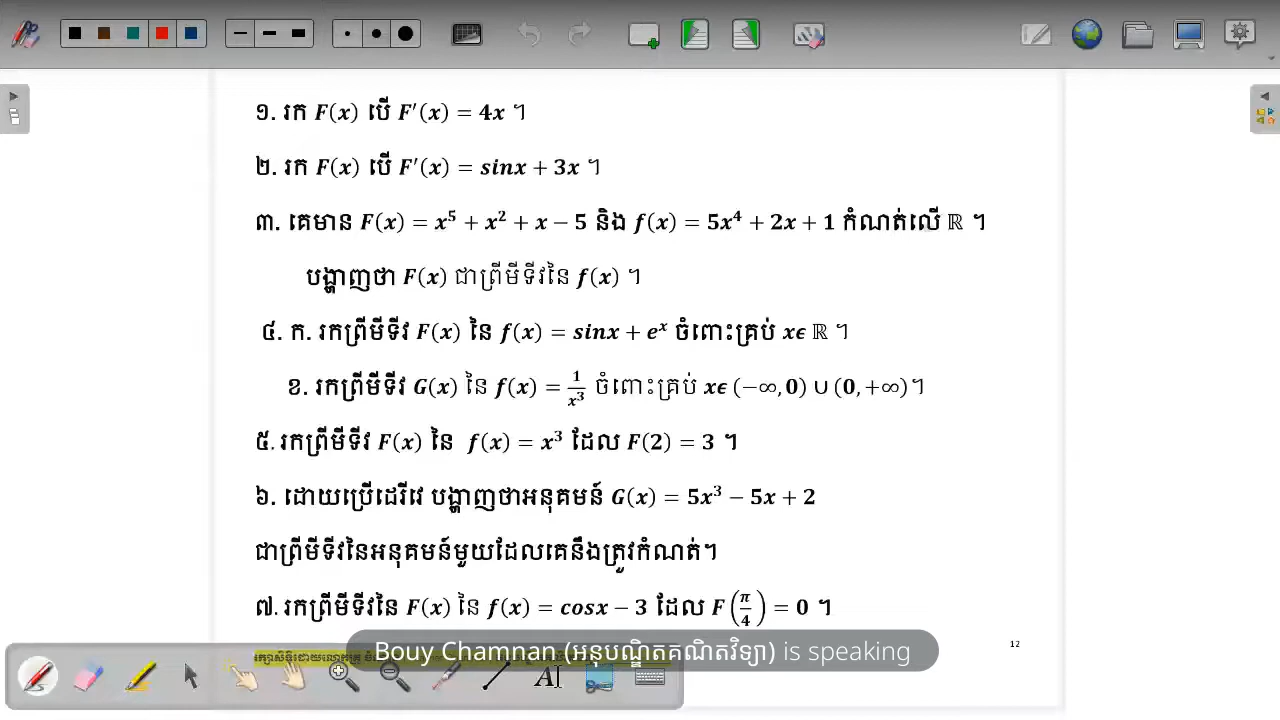 ១. រក F(x) បើ F′(x) = 4x ។
២. រក F(x) បើ F′(x) = sinx + 3x ។
៣. គេមាន F(x) = x⁵ + x² + x − 5 និង f(x) = 5x⁴ + 2x + 1 កំណត់លើ ℝ ។
បង្ហាញថា F(x) ជាព្រីមីទីវនៃ f(x) ។
៤. ក. រកព្រីមីទីវ F(x) នៃ f(x) = sinx + eˣ ចំពោះគ្រប់ xϵ ℝ ។
ខ. រកព្រីមីទីវ G(x) នៃ f(x) = 1/x³ ចំពោះគ្រប់ xϵ (−∞, 0) ∪ (0, +∞)។
៥. រកព្រីមីទីវ F(x) នៃ f(x) = x³ ដែល F(2) = 3 ។
៦. ដោយប្រើដេរីវេ បង្ហាញថាអនុគមន៍ G(x) = 5x³ − 5x + 2
ជាព្រីមីទីវនៃអនុគមន៍មួយដែលគេនឹងត្រូវកំណត់។
៧. រកព្រីមីទីវនៃ F(x) នៃ f(x) = cosx − 3 ដែល F(π/4) = 0 ។
12
Bouy Chamnan (អនុបណ្ឌិតគណិតវិទ្យា) is speaking